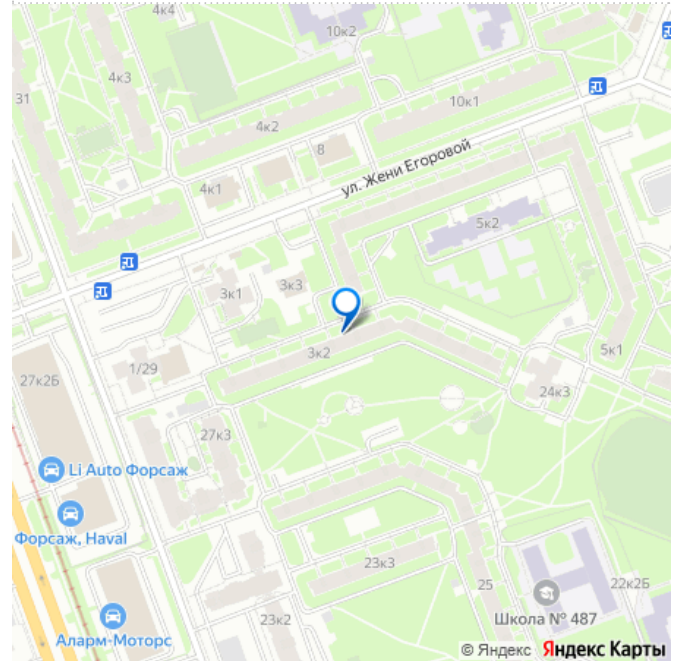 4к4
10к2
4к3
31
10к1
4к2
8
ул. Жени Егоровой
4к1
5к2
3к3
3к1
3к2
5к1
1/29
27к2Б
24к3
27к3
Li Auto Форсаж
Форсаж, Haval
23к3
25
22к2Б
Школа № 487
23к2
Аларм-Моторс
© Яндекс Яндекс Карты